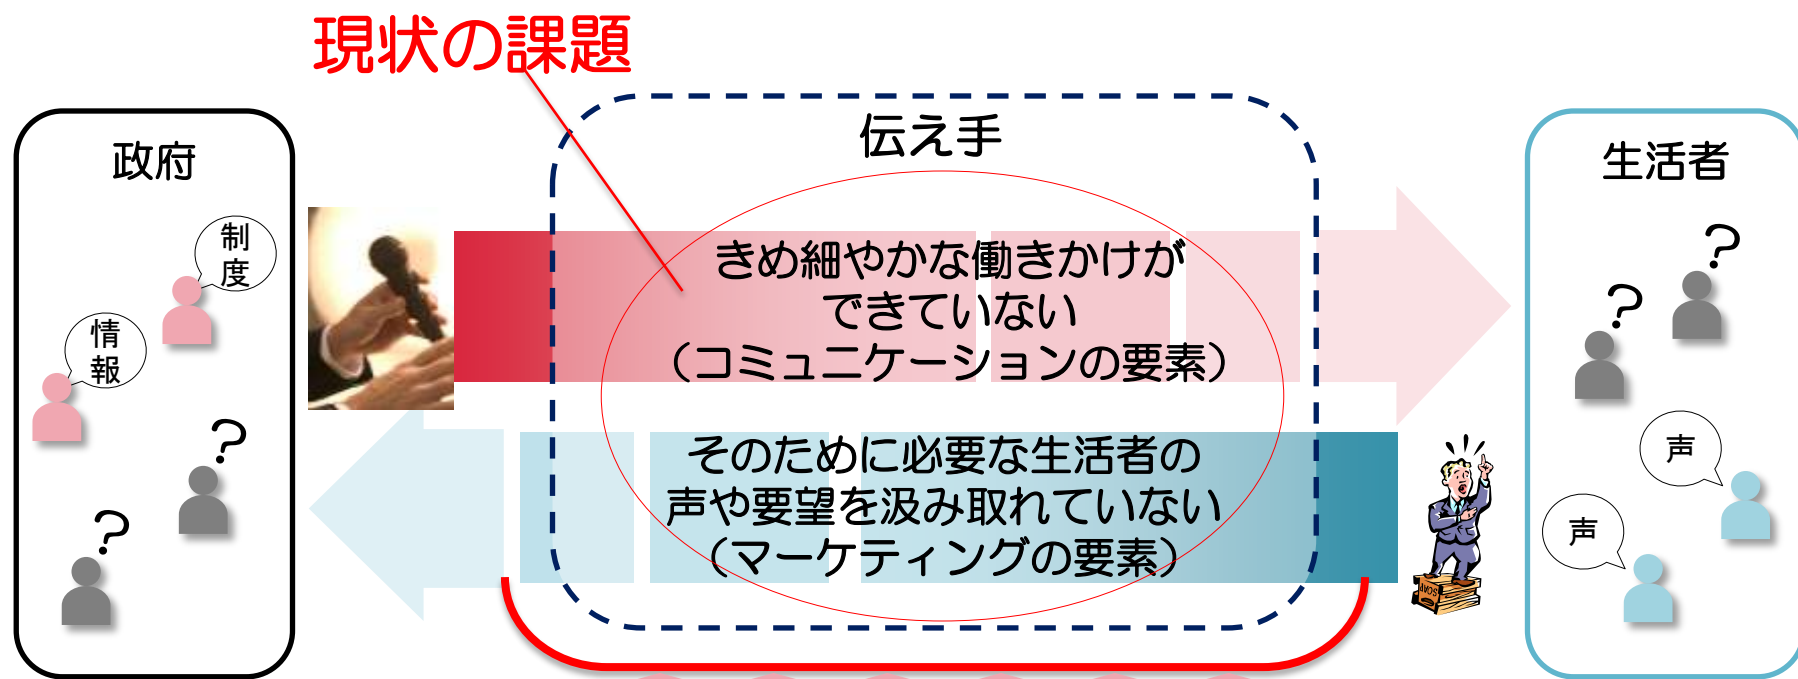 現状の課題
政府
制
度
情
報
?
?
伝え手
きめ細やかな働きかけが
できていない
（コミュニケーションの要素）
そのために必要な生活者の
声や要望を汲み取れていない
（マーケティングの要素）
SOAP
生活者
?
?
声
声